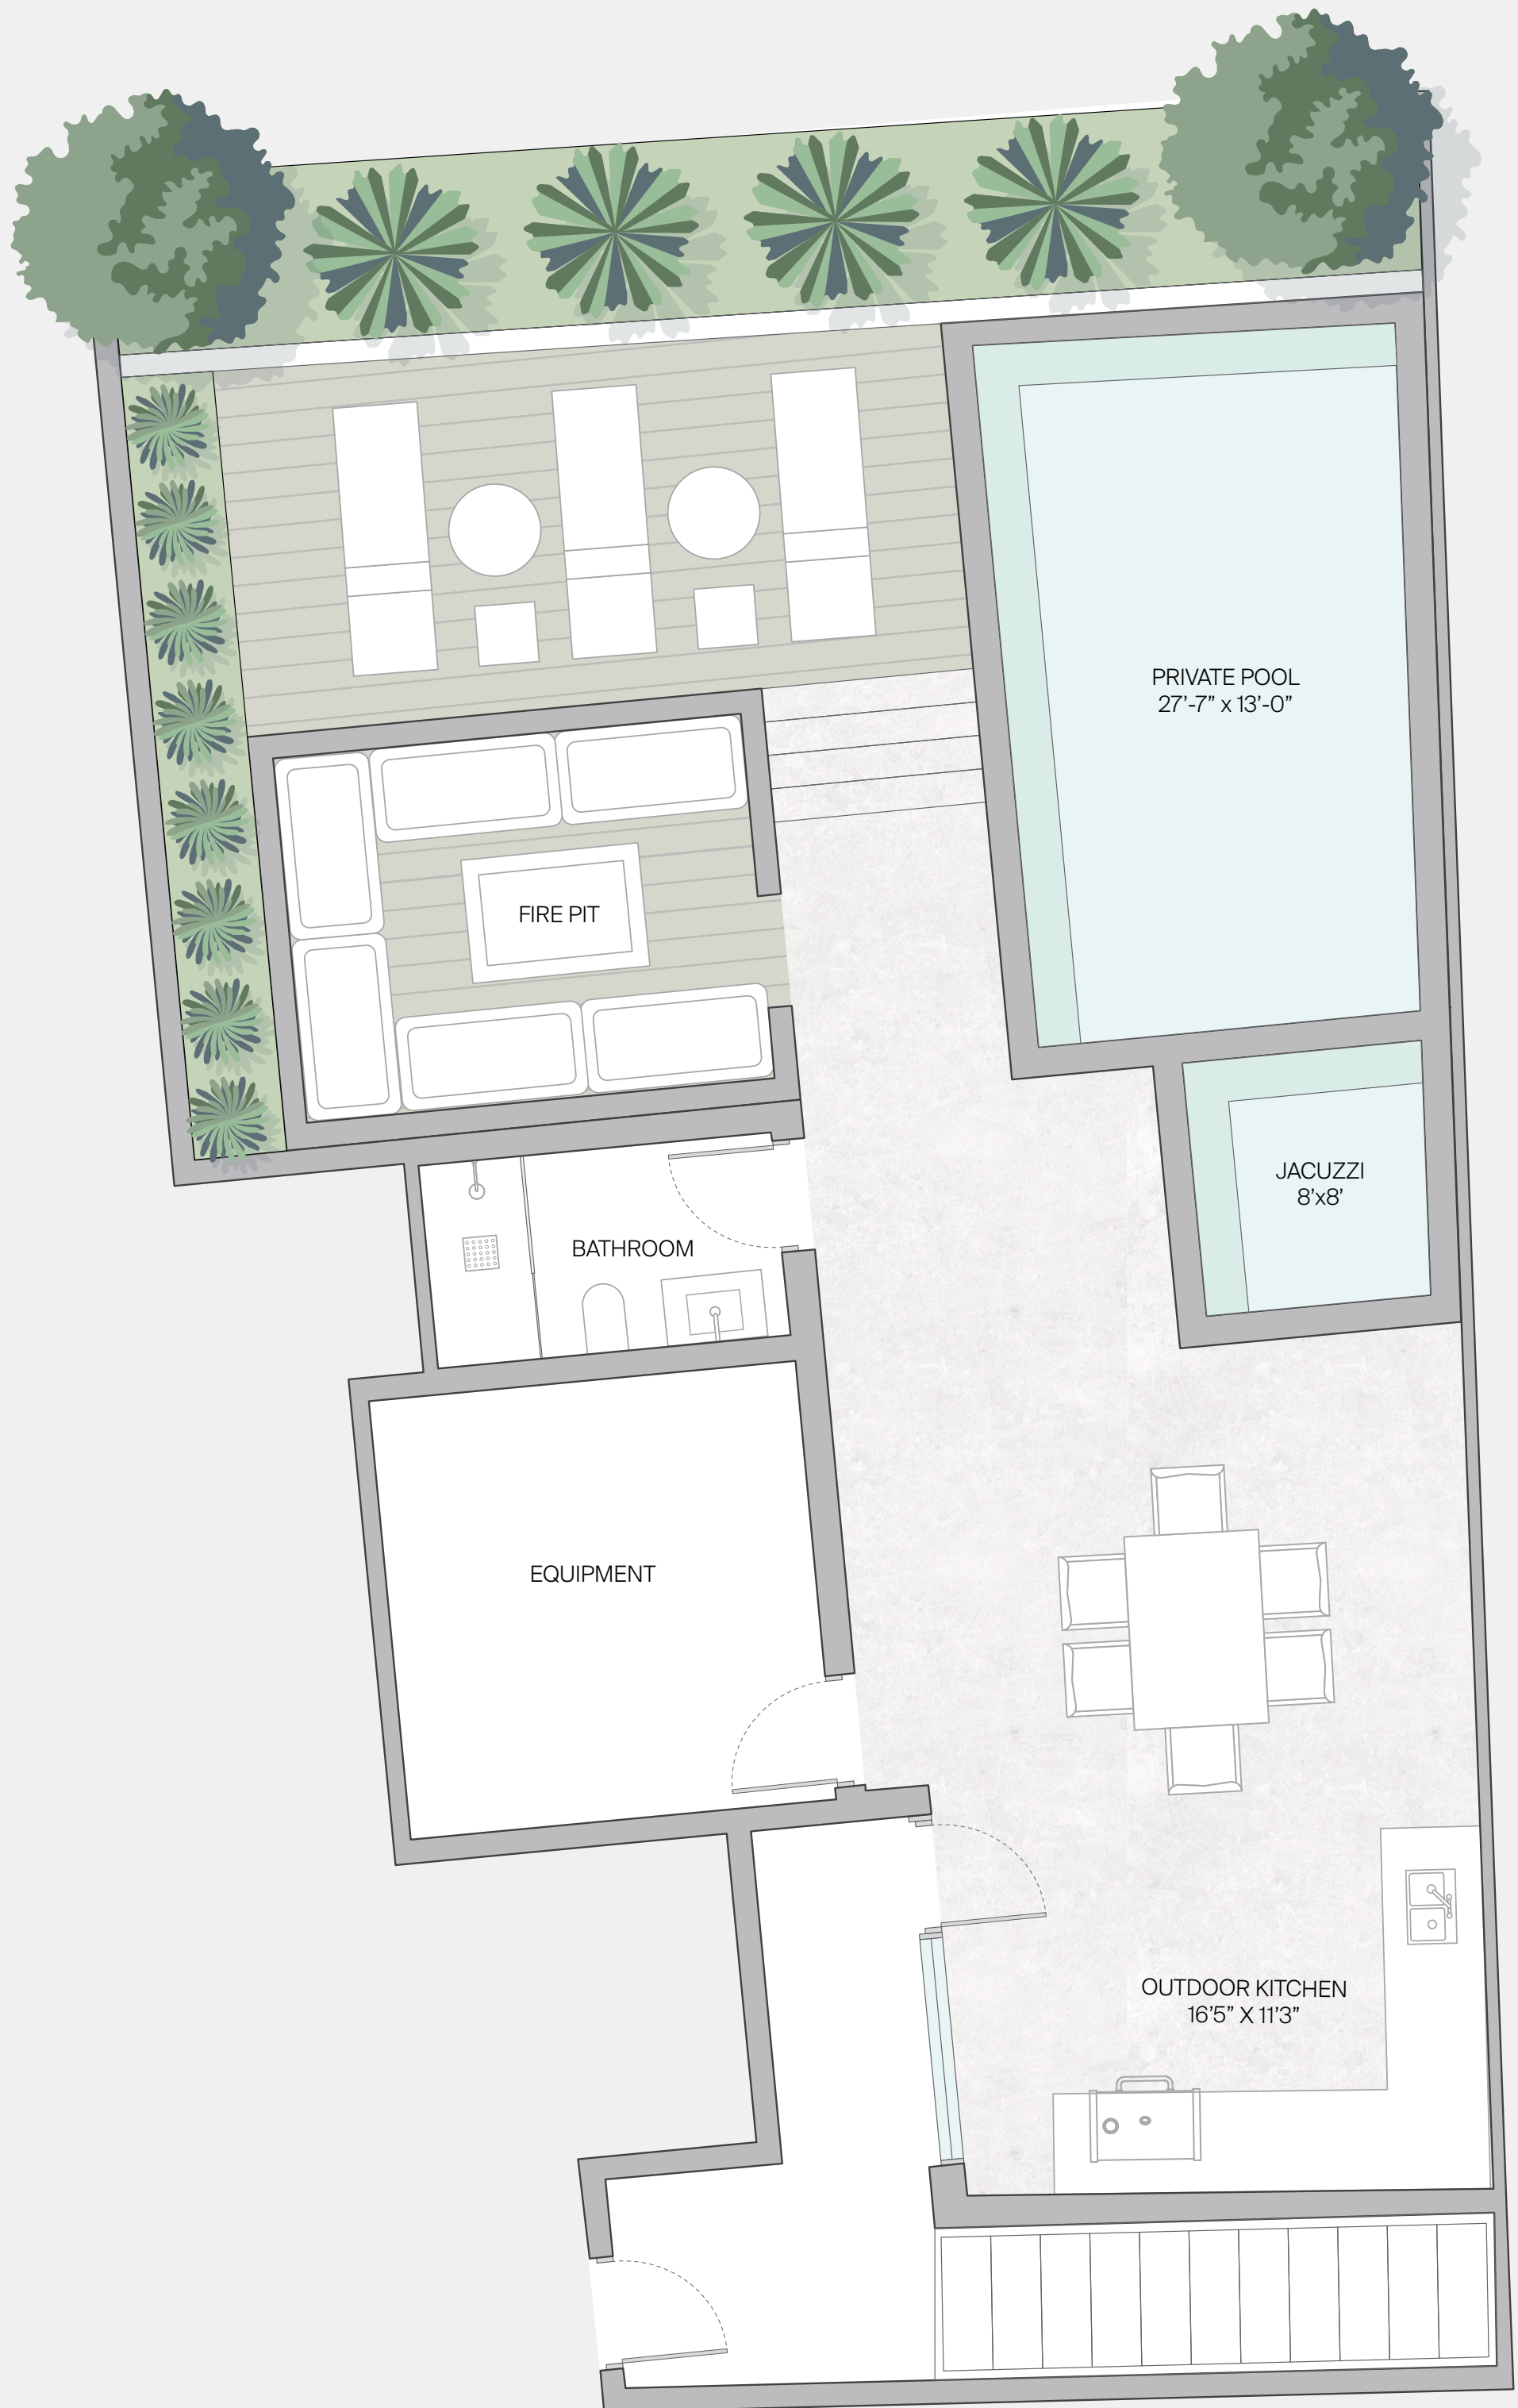 PRIVATE POOL
27’-7” x 13’-0”
FIRE PIT
JACUZZI
8’x8’
BATHROOM
EQUIPMENT
OUTDOOR KITCHEN
16’5” X 11’3”